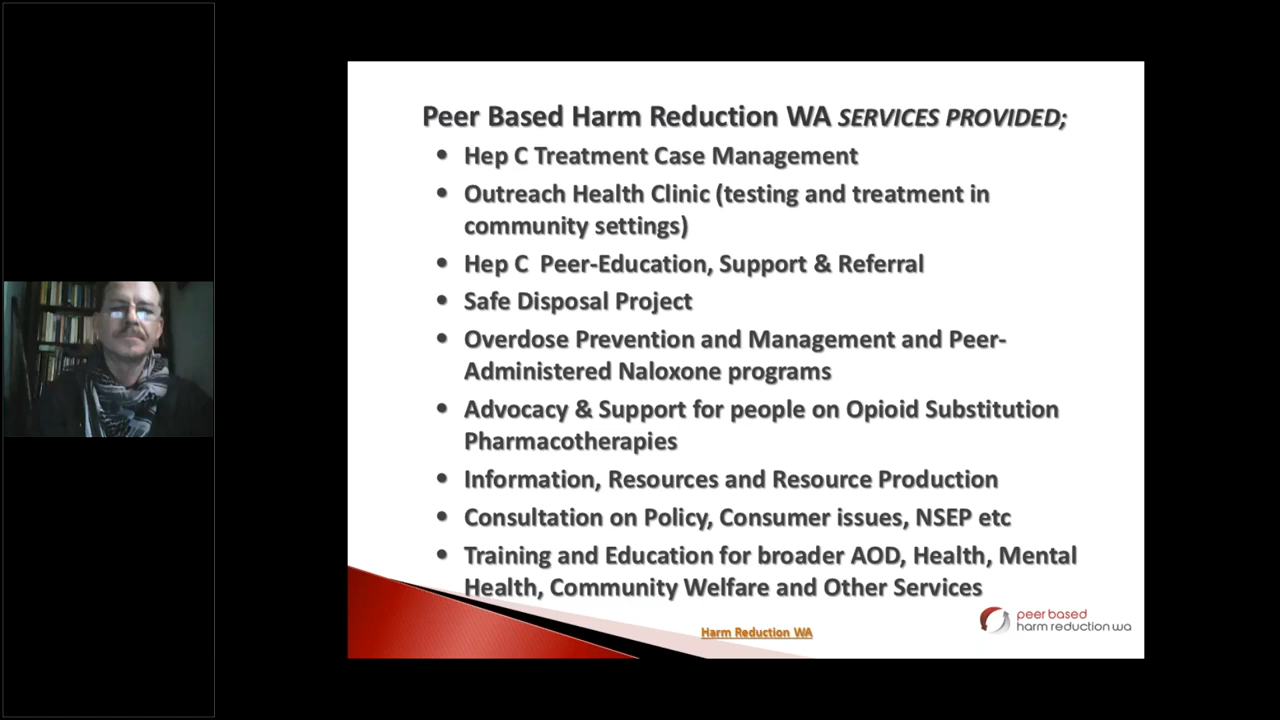 Peer Based Harm Reduction WA SERVICES PROVIDED;
• Hep C Treatment Case Management
• Outreach Health Clinic (testing and treatment in
community settings)
• Hep C  Peer-Education, Support & Referral
• Safe Disposal Project
• Overdose Prevention and Management and Peer-
Administered Naloxone programs
• Advocacy & Support for people on Opioid Substitution
Pharmacotherapies
• Information, Resources and Resource Production
• Consultation on Policy, Consumer issues, NSEP etc
• Training and Education for broader AOD, Health, Mental
Health, Community Welfare and Other Services
Harm Reduction WA
peer based
harm reduction wa